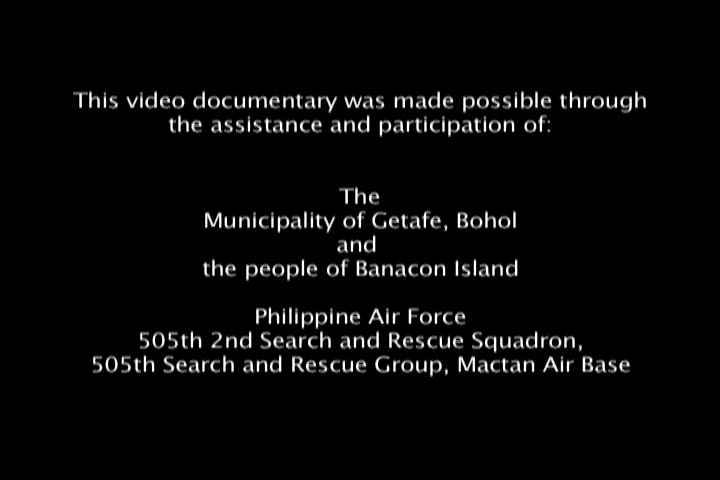 This video documentary was made possible through
the assistance and participation of:
The
Municipality of Getafe, Bohol
and
the people of Banacon Island
Philippine Air Force
505th 2nd Search and Rescue Squadron,
505th Search and Rescue Group, Mactan Air Base